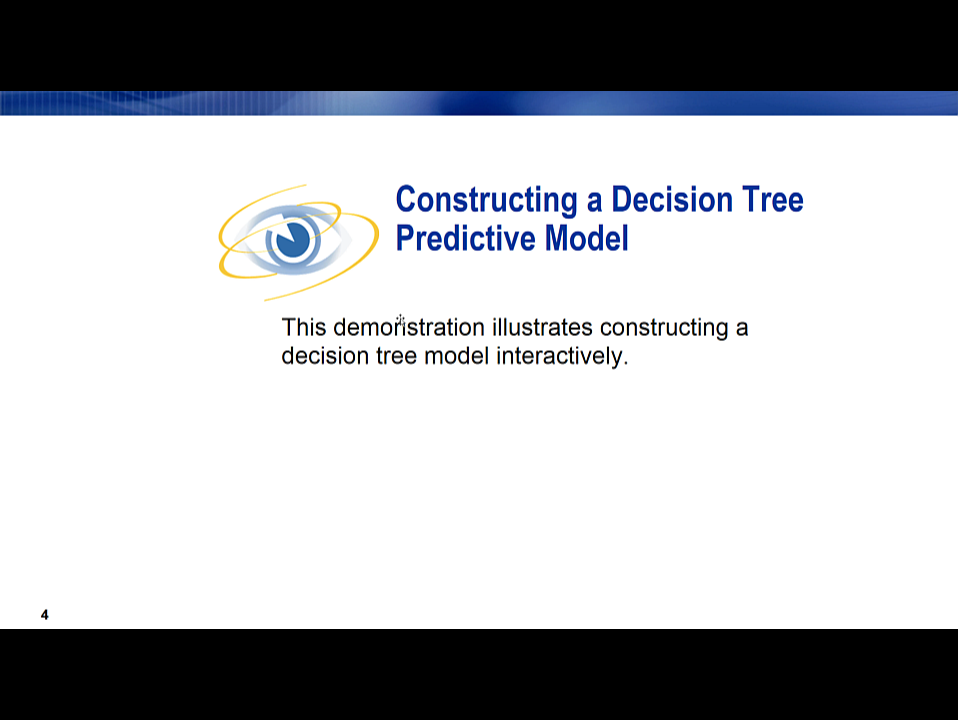 Constructing a Decision Tree
Predictive Model
This demonstration illustrates constructing a
decision tree model interactively.
4